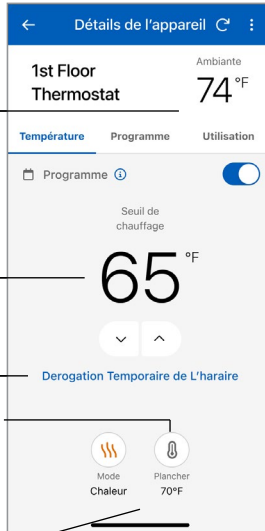 Détails de l'appareil
Ambiante
1st Floor
Thermostat
74°F
Température Programme Utilisation
Programme
Seuil de
chauffage
65 °F
Derogation Temporaire de L'haraire
Mode Plancher
Chaleur 70°F